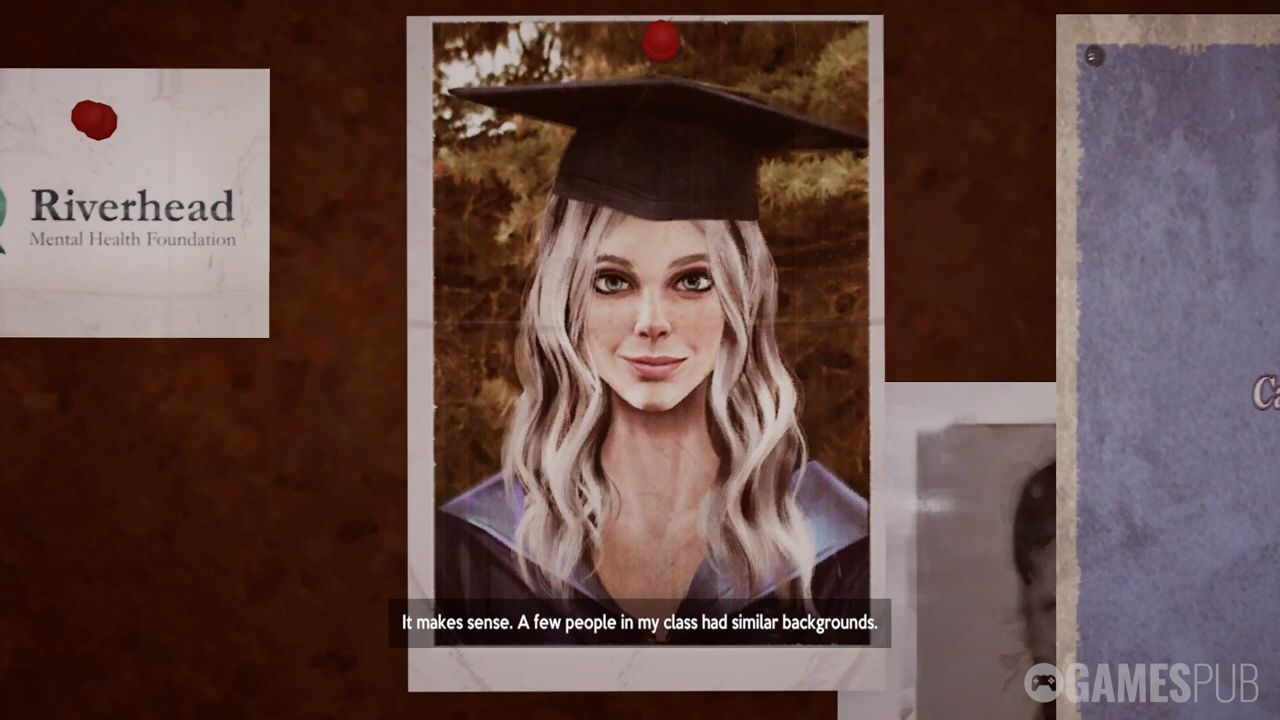 Riverhead
Mental Health Foundation
It makes sense. A few people in my class had similar backgrounds.
GAMESPUB